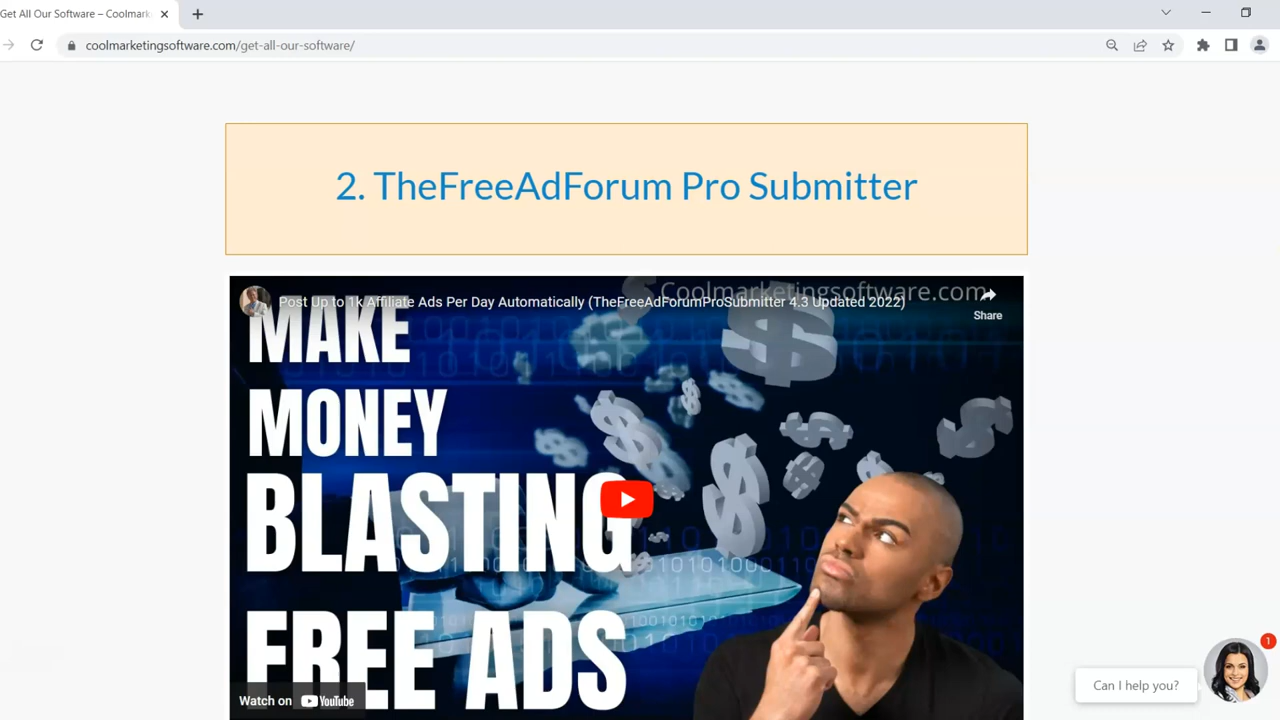 Get All Our Software – Coolmark
coolmarketingsoftware.com/get-all-our-software/
2. TheFreeAdForum Pro Submitter
Coolmarketingsoftware.com
Post Up to 1k Affiliate Ads Per Day Automatically (TheFreeAdForumProSubmitter 4.3 Updated 2022)
Share
MAKE
MONEY
BLASTING
FREE ADS
Watch on YouTube
Can I help you?
1